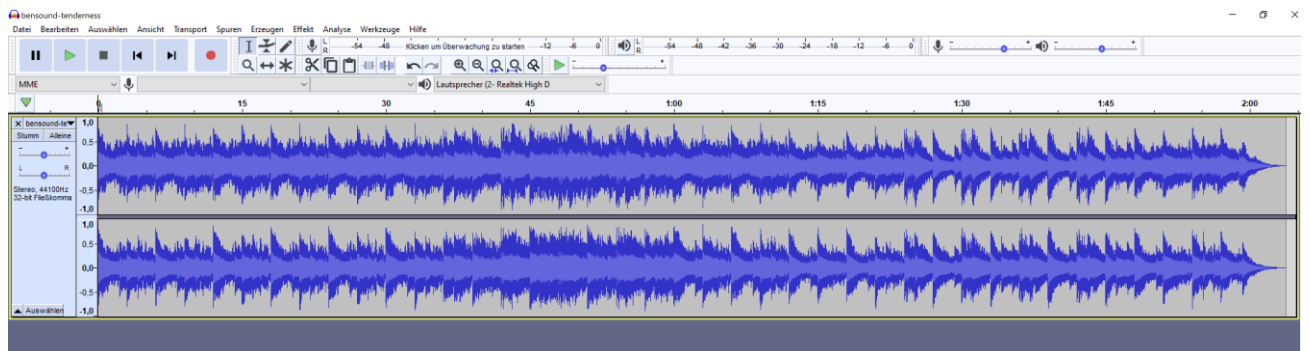 bensound-tenderness
Datei Bearbeiten Auswählen Ansicht Transport Spuren Erzeugen Effekt Analyse Werkzeuge Hilfe
L R -54 -48 Klicken um Überwachung zu starten -12 -6 0 L R -54 -48 -42 -36 -30 -24 -18 -12 -6 0 - + - +
- +
MME Lautsprecher (2- Realtek High D
0 15 30 45 1:00 1:15 1:30 1:45 2:00
X bensound-te 1,0
Stumm Alleine 0,5-
- +
L R 0,0-
Stereo, 44100Hz -0,5-
32-bit Fließkomma
-1,0
1,0
0,5-
0,0-
-0,5-
Auswählen -1,0